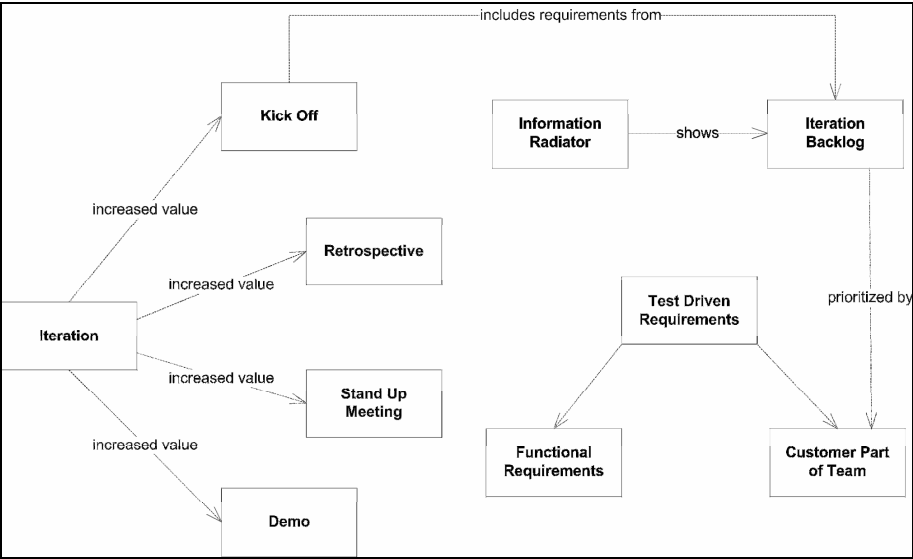 includes requirements from
Kick Off
Information
Radiator
shows
Iteration
Backlog
increased value
Retrospective
increased value
Test Driven
Requirements
prioritized by
Iteration
increased value
Stand Up
Meeting
increased value
Functional
Requirements
Customer Part
of Team
Demo